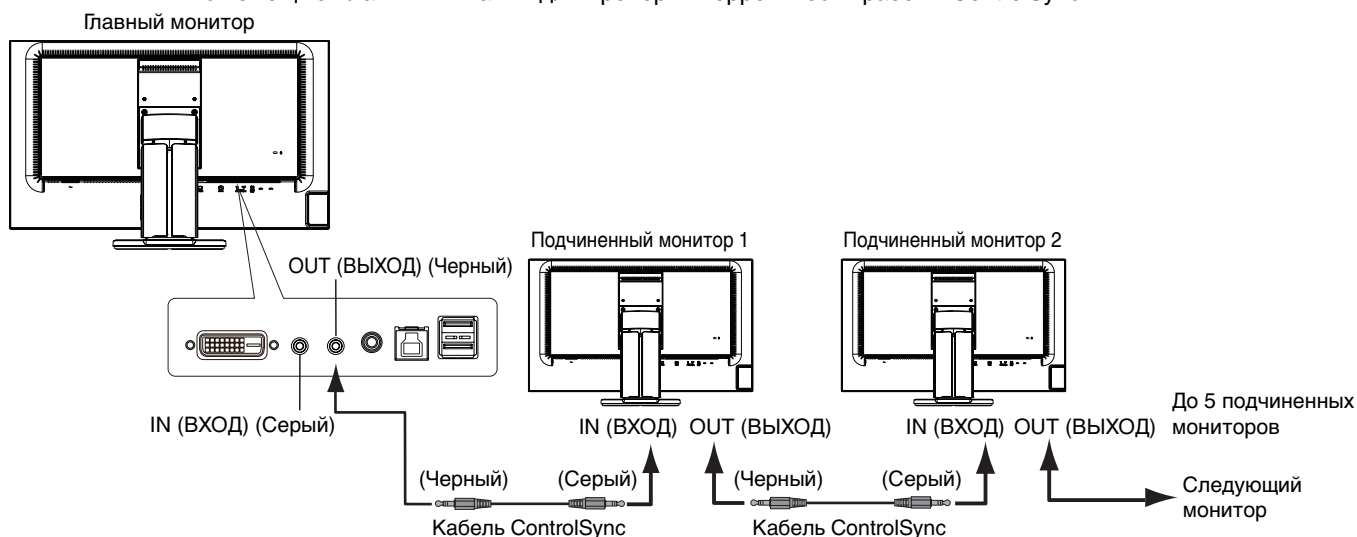 Главный монитор
Подчиненный монитор 1
Подчиненный монитор 2
OUT (ВЫХОД) (Черный)
IN (ВХОД) (Серый)
IN (ВХОД) OUT (ВЫХОД)
IN (ВХОД) OUT (ВЫХОД)
До 5 подчиненных
мониторов
(Черный) (Серый)
(Черный) (Серый)
Кабель ControlSync
Кабель ControlSync
Следующий
монитор